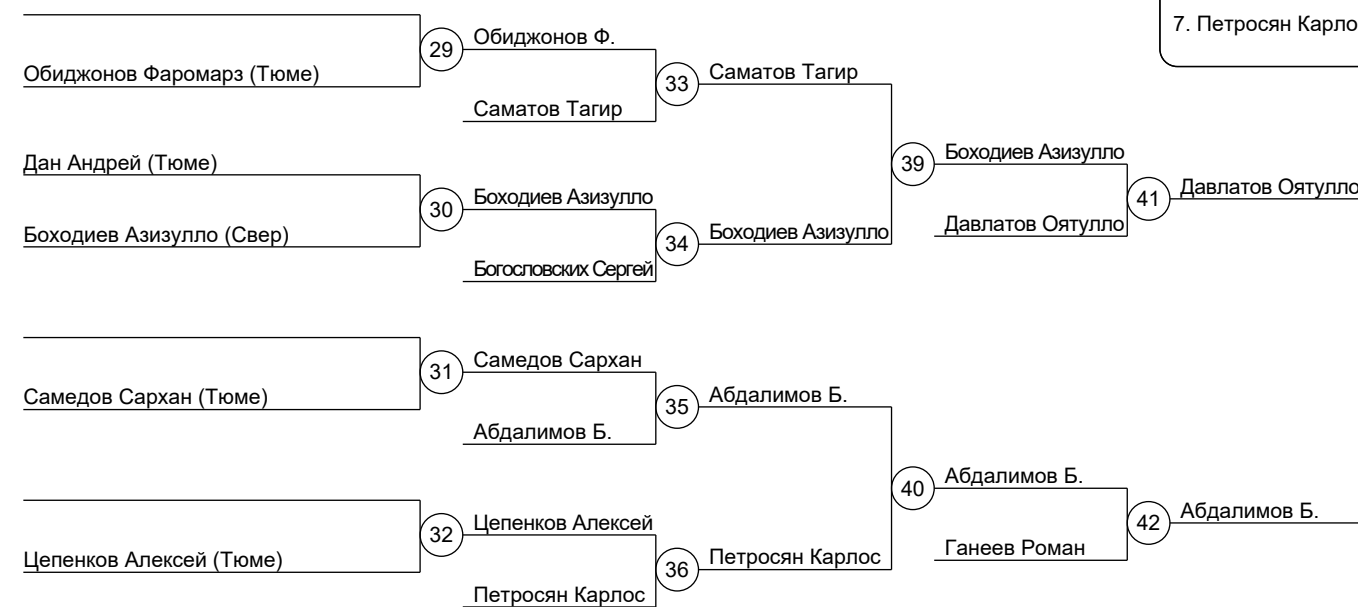 7. Петросян Карло
Обиджонов Фаромарз (Тюме)
29
Обиджонов Ф.
Саматов Тагир
33
Саматов Тагир
Дан Андрей (Тюме)
Боходиев Азизулло (Свер)
30
Боходиев Азизулло
Богословских Сергей
34
Боходиев Азизулло
39
Боходиев Азизулло
Давлатов Оятулло
41
Давлатов Оятулло
Самедов Сархан (Тюме)
31
Самедов Сархан
Абдалимов Б.
35
Абдалимов Б.
Цепенков Алексей (Тюме)
32
Цепенков Алексей
Петросян Карлос
36
Петросян Карлос
40
Абдалимов Б.
Ганеев Роман
42
Абдалимов Б.